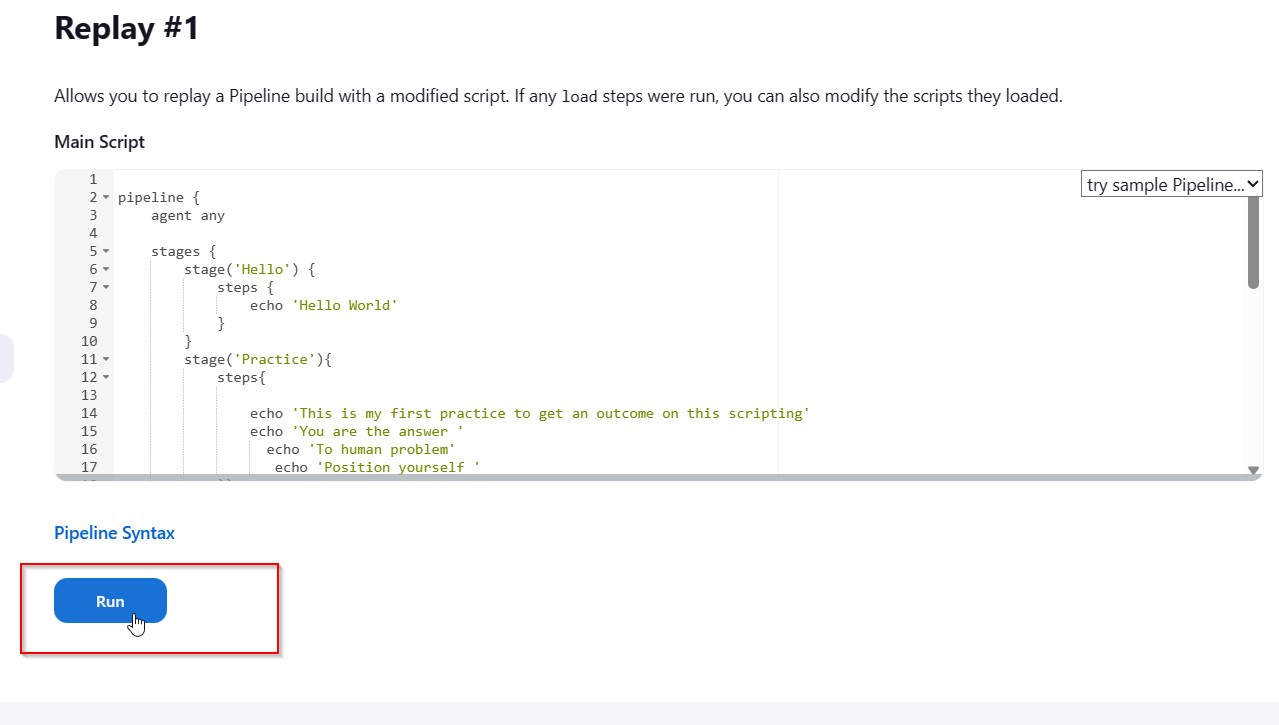 Replay #1
Allows you to replay a Pipeline build with a modified script. If any load steps were run, you can also modify the scripts they loaded.
Main Script
try sample Pipeline...
1
2 pipeline {
3 agent any
4
5 stages {
6 stage('Hello') {
7 steps {
8 echo 'Hello World'
9 }
10 }
11 stage('Practice'){
12 steps{
13
14 echo 'This is my first practice to get an outcome on this scripting'
15 echo 'You are the answer '
16 echo 'To human problem'
17 echo 'Position yourself '
Pipeline Syntax
Run